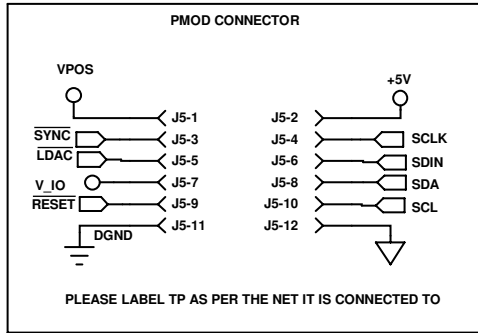 PMOD CONNECTOR
VPOS
+5V
J5-1
J5-2
SYNC
J5-3
J5-4
SCLK
LDAC
J5-5
J5-6
SDIN
V_IO
J5-7
J5-8
SDA
RESET
J5-9
J5-10
SCL
DGND
J5-11
J5-12
PLEASE LABEL TP AS PER THE NET IT IS CONNECTED TO